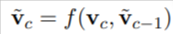 ṽ_c = f(v_c, ṽ_{c−1})